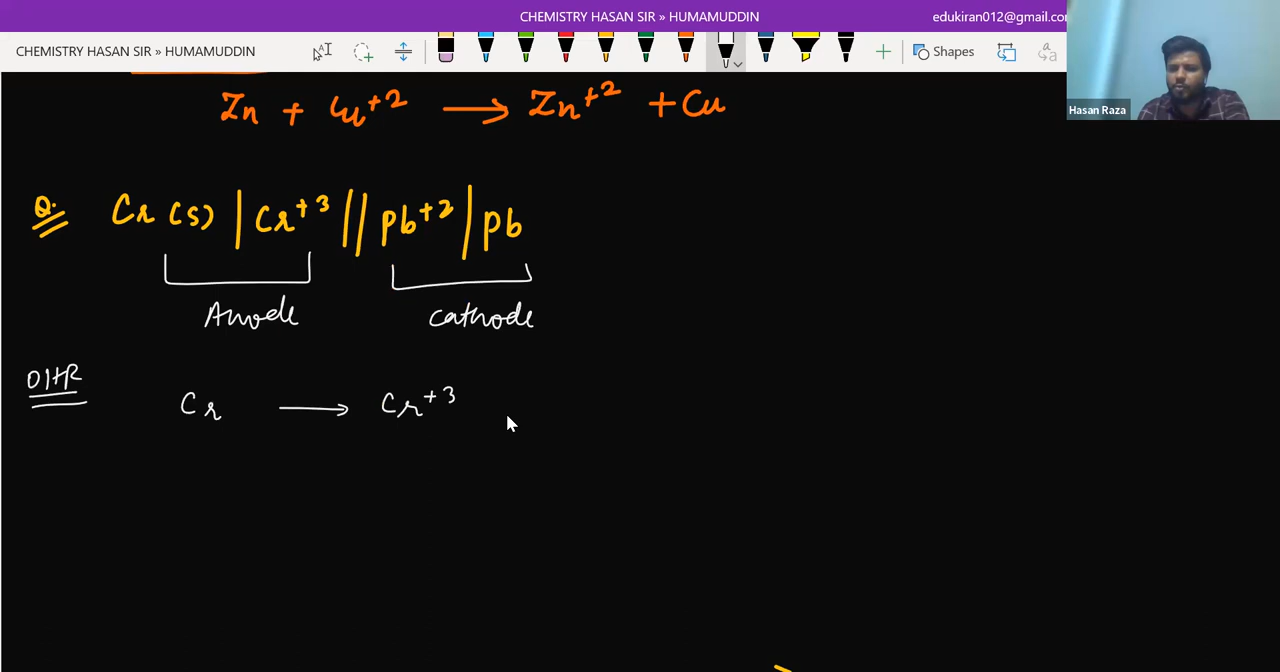 CHEMISTRY HASAN SIR » HUMAMUDDIN
edukiran012@gmail.co
CHEMISTRY HASAN SIR » HUMAMUDDIN
Shapes
Hasan Raza
Zn + Cu+2 → Zn+2 + Cu
Q. Cr (s) | Cr+3 || Pb+2 | Pb
Anode Cathode
OHR Cr → Cr+3